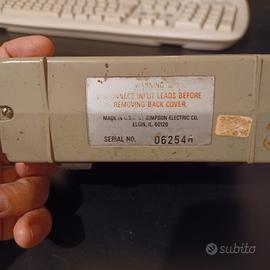 WARNING
DISCONNECT INPUT LEADS BEFORE
REMOVING BACK COVER.
MADE IN U.S.A. BY SIMPSON ELECTRIC CO.
ELGIN, IL 60120
SERIAL NO. 06254
subito